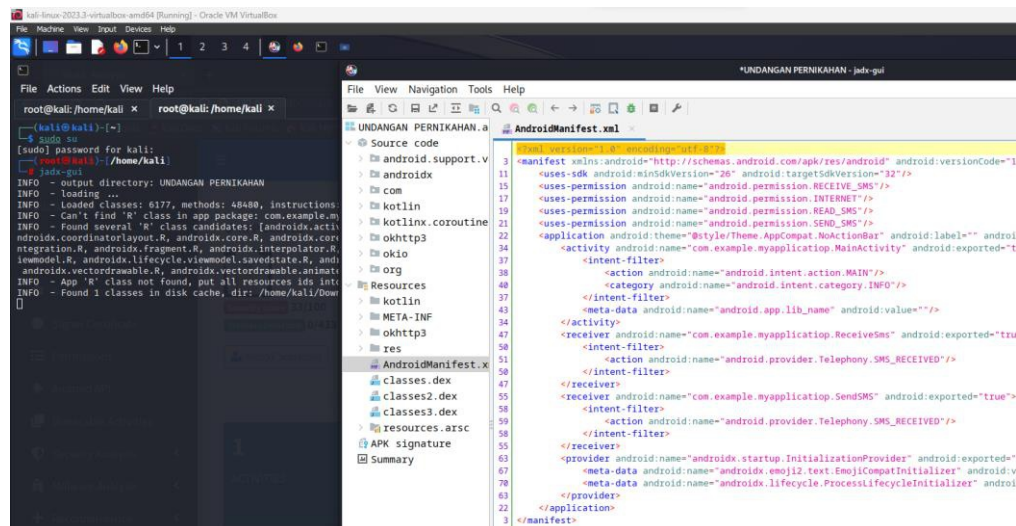 kali-linux-2023.3-virtualbox-amd64 [Running] - Oracle VM VirtualBox
File Machine View Input Devices Help
1 2 3 4
File Actions Edit View Help
root@kali: /home/kali × root@kali: /home/kali ×
(kali㉿kali)-[~]
$ sudo su
[sudo] password for kali:
(root㉿kali)-[/home/kali]
# jadx-gui
INFO - output directory: UNDANGAN PERNIKAHAN
INFO - loading ...
INFO - Loaded classes: 6177, methods: 48480, instructions:
INFO - Can't find 'R' class in app package: com.example.my
INFO - Found several 'R' class candidates: [android.activ
ndroidx.coordinatorlayout.R, androidx.core.R, androidx.cor
ntegration.R, androidx.fragment.R, androidx.interpolator.R,
iewmodel.R, androidx.lifecycle.viewmodel.savedstate.R, and
androidx.vectordrawable.R, androidx.vectordrawable.animat
INFO - App 'R' class not found, put all resources ids int
INFO - Found 1 classes in disk cache, dir: /home/kali/Dow
*UNDANGAN PERNIKAHAN - jadx-gui
File View Navigation Tools Help
UNDANGAN PERNIKAHAN.a
Source code
android.support.v
androidx
com
kotlin
kotlinx.coroutine
okhttp3
okio
org
Resources
kotlin
META-INF
okhttp3
res
AndroidManifest.x
classes.dex
classes2.dex
classes3.dex
resources.arsc
APK signature
Summary
AndroidManifest.xml ×
<?xml version="1.0" encoding="utf-8"?>
3 <manifest xmlns:android="http://schemas.android.com/apk/res/android" android:versionCode="1
11 <uses-sdk android:minSdkVersion="26" android:targetSdkVersion="32"/>
15 <uses-permission android:name="android.permission.RECEIVE_SMS"/>
17 <uses-permission android:name="android.permission.INTERNET"/>
19 <uses-permission android:name="android.permission.READ_SMS"/>
21 <uses-permission android:name="android.permission.SEND_SMS"/>
22 <application android:theme="@style/Theme.AppCompat.NoActionBar" android:label="" androi
34 <activity android:name="com.example.myapplicatiop.MainActivity" android:exported="t
37 <intent-filter>
38 <action android:name="android.intent.action.MAIN"/>
40 <category android:name="android.intent.category.INFO"/>
37 </intent-filter>
43 <meta-data android:name="android.app.lib_name" android:value=""/>
34 </activity>
47 <receiver android:name="com.example.myapplicatiop.ReceiveSms" android:exported="tru
50 <intent-filter>
51 <action android:name="android.provider.Telephony.SMS_RECEIVED"/>
50 </intent-filter>
47 </receiver>
55 <receiver android:name="com.example.myapplicatiop.SendSMS" android:exported="true">
58 <intent-filter>
59 <action android:name="android.provider.Telephony.SMS_RECEIVED"/>
58 </intent-filter>
55 </receiver>
63 <provider android:name="androidx.startup.InitializationProvider" android:exported="
67 <meta-data android:name="androidx.emoji2.text.EmojiCompatInitializer" android:v
70 <meta-data android:name="androidx.lifecycle.ProcessLifecycleInitializer" androi
63 </provider>
22 </application>
3 </manifest>